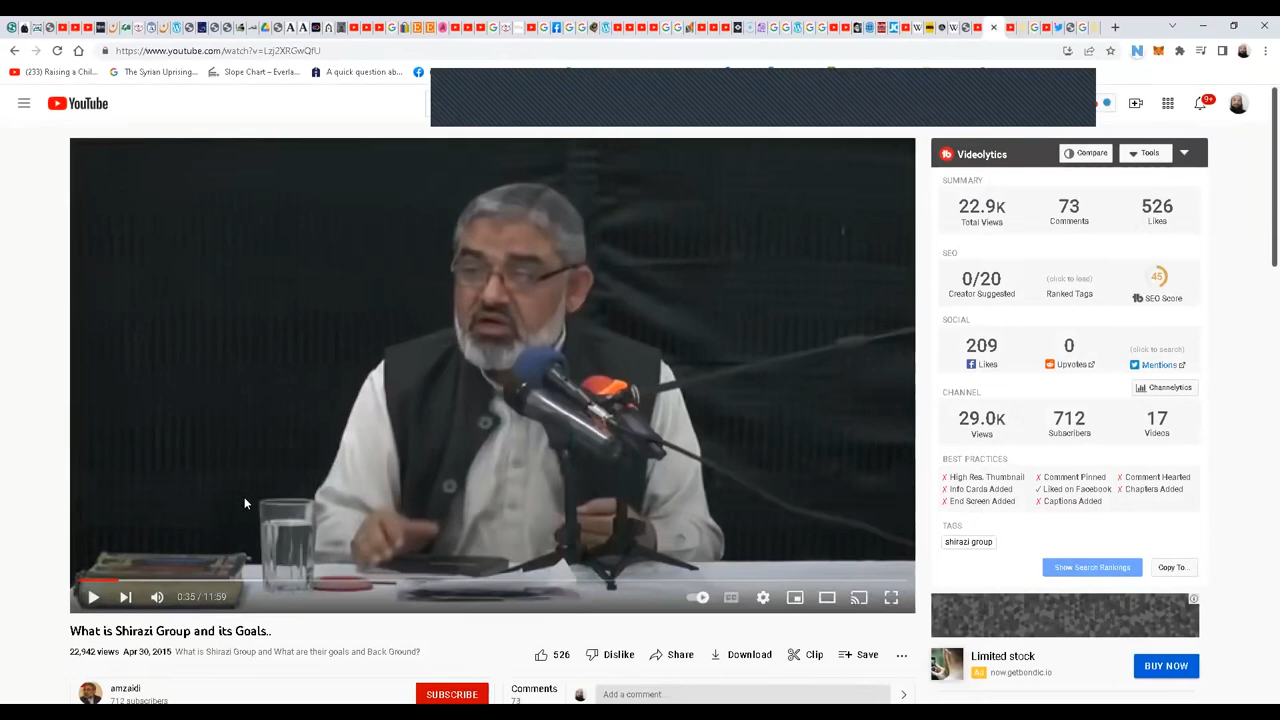 https://www.youtube.com/watch?v=Lzj2XRGwQfU
(233) Raising a Chil...
The Syrian Uprising...
Slope Chart – Everla...
A quick question ab...
YouTube
9+
0:35 / 11:59
What is Shirazi Group and its Goals..
22,942 views Apr 30, 2015 What is Shirazi Group and What are their goals and Back Ground?
526
Dislike
Share
Download
Clip
Save
amzaidi
712 subscribers
SUBSCRIBE
Comments
73
Add a comment...
Videolytics
Compare
Tools
SUMMARY
22.9K 73 526
Total Views Comments Likes
SEO
0/20 (click to load) 45
Creator Suggested Ranked Tags SEO Score
SOCIAL
209 0 (click to search)
Likes Upvotes Mentions
Channelytics
CHANNEL
29.0K 712 17
Views Subscribers Videos
BEST PRACTICES
✗ High Res. Thumbnail ✗ Comment Pinned ✗ Comment Hearted
✗ Info Cards Added ✓ Liked on Facebook ✗ Chapters Added
✗ End Screen Added ✗ Captions Added
TAGS
shirazi group
Show Search Rankings
Copy To...
Limited stock
Ad now.getbondic.io
BUY NOW